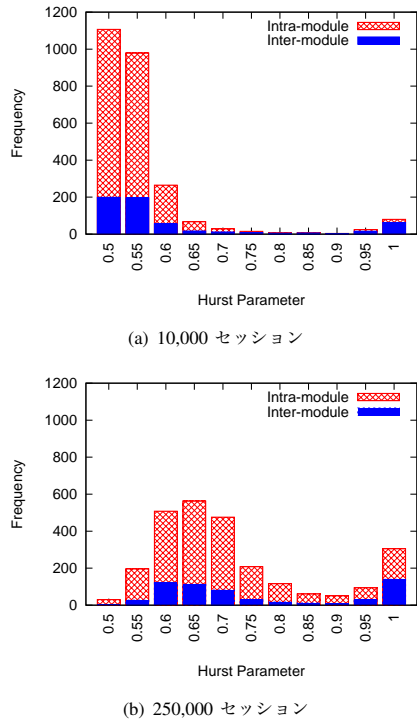 1200
1000
800
600
400
200
0
Frequency
Intra-module
Inter-module
0.5 0.55 0.6 0.65 0.7 0.75 0.8 0.85 0.9 0.95 1
Hurst Parameter
(a) 10,000 セッション
1200
1000
800
600
400
200
0
Frequency
Intra-module
Inter-module
0.5 0.55 0.6 0.65 0.7 0.75 0.8 0.85 0.9 0.95 1
Hurst Parameter
(b) 250,000 セッション